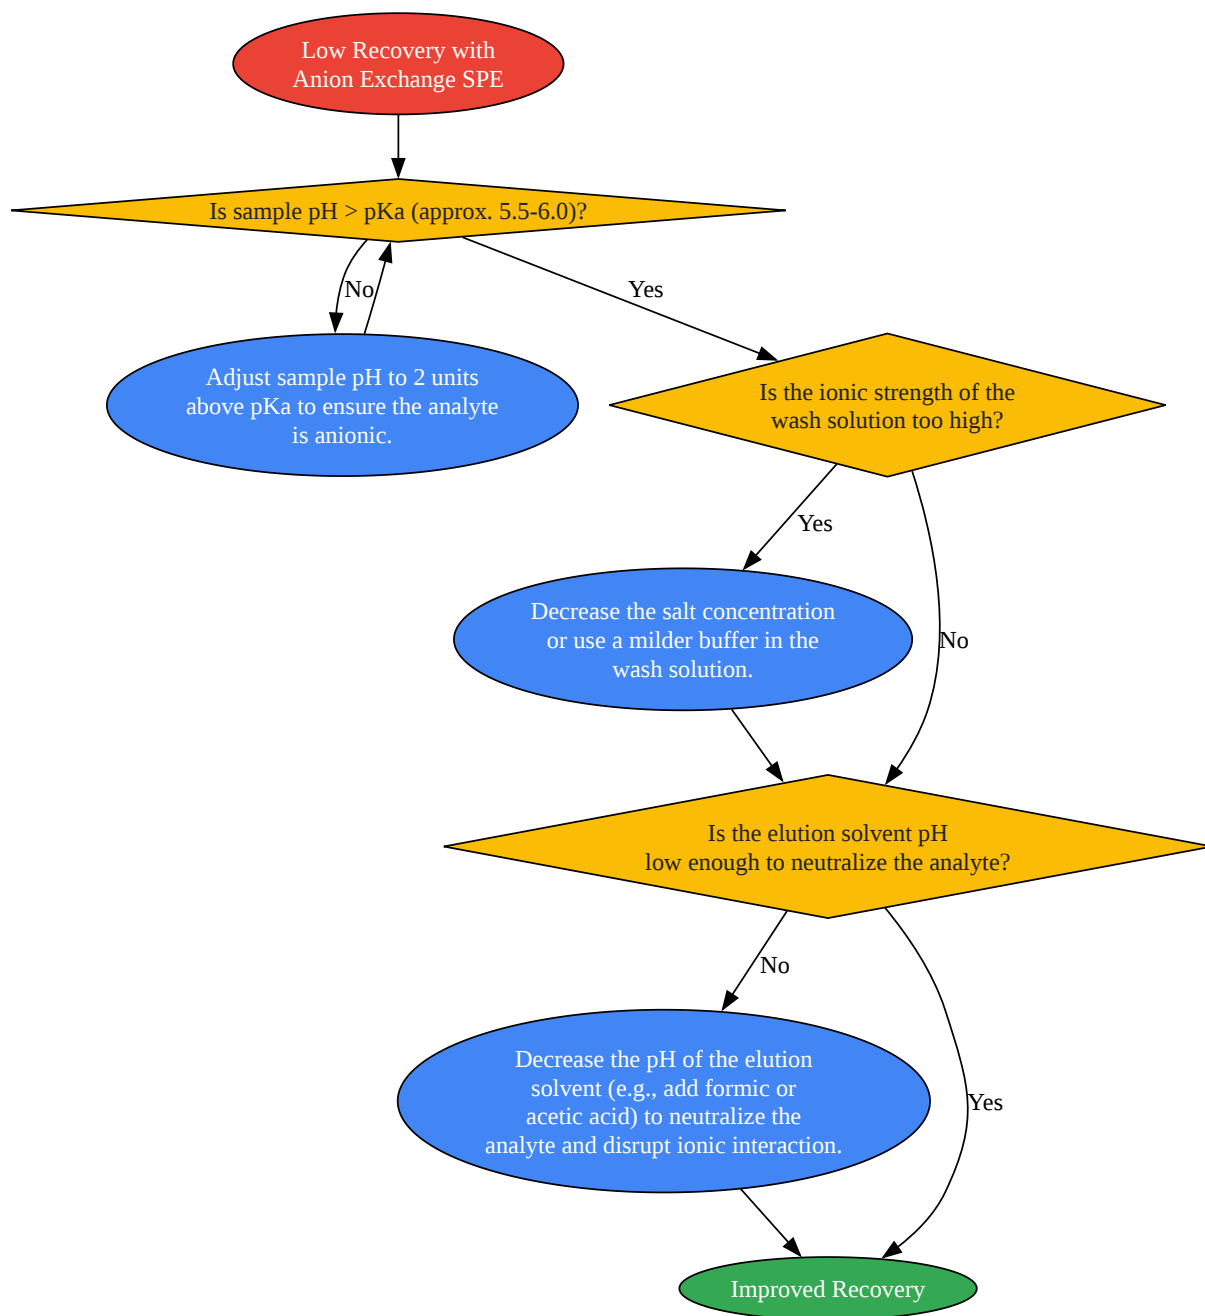 Low Recovery with
Anion Exchange SPE
Is sample pH > pKa (approx. 5.5-6.0)?
No
Yes
Adjust sample pH to 2 units
above pKa to ensure the analyte
is anionic.
Is the ionic strength of the
wash solution too high?
Yes
No
Decrease the salt concentration
or use a milder buffer in the
wash solution.
Is the elution solvent pH
low enough to neutralize the analyte?
No
Yes
Decrease the pH of the elution
solvent (e.g., add formic or
acetic acid) to neutralize the
analyte and disrupt ionic interaction.
Improved Recovery